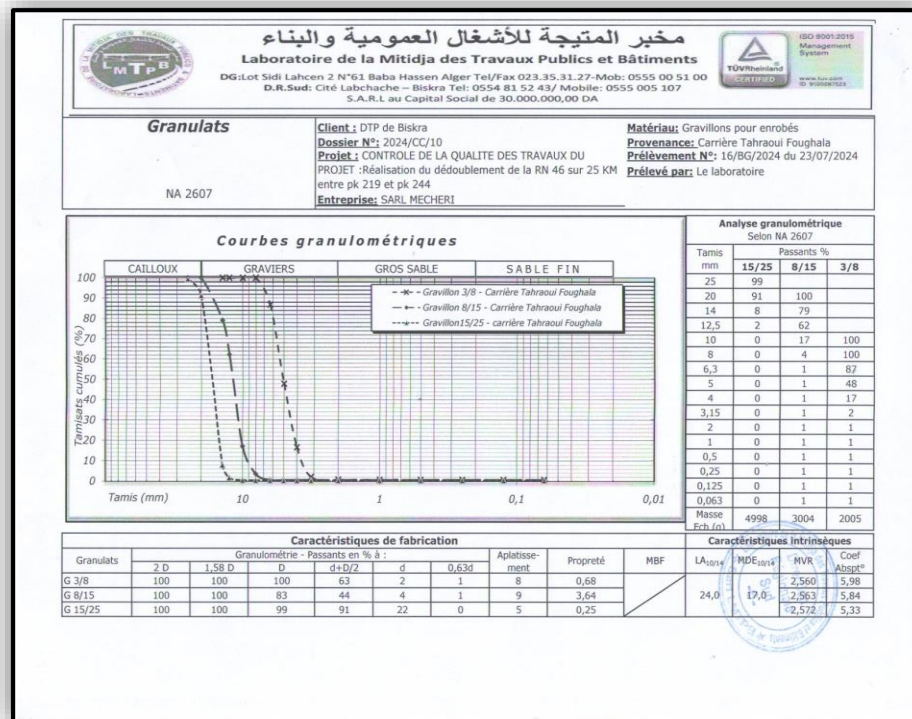 مخبر المتيجة للأشغال العمومية و البناء
Laboratoire de la Mitidja des Travaux Publics et Bâtiments
DG:Lot Sidi Lahcen 2 N°61 Baba Hassen Alger Tel/Fax 023.35.31.27-Mob: 0555 00 51 00
D.R.Sud: Cité Labchache – Biskra Tel: 0554 81 52 43/ Mobile: 0555 005 107
S.A.R.L au Capital Social de 30.000.000,00 DA
LMTPB
TÜVRheinland
CERTIFIED
ISO 9001:2015
Management
System
www.tuv.com
Granulats
NA 2607
Client : DTP de Biskra
Dossier N°: 2024/CC/10
Projet : CONTROLE DE LA QUALITE DES TRAVAUX DU
PROJET :Réalisation du dédoublement de la RN 46 sur 25 KM
entre pk 219 et pk 244
Entreprise: SARL MECHERI
Matériau: Gravillons pour enrobés
Provenance: Carrière Tahraoui Foughala
Prélèvement N°: 16/BG/2024 du 23/07/2024
Prélevé par: Le laboratoire
Courbes granulométriques
CAILLOUX GRAVIERS GROS SABLE SABLE FIN
Gravillon 3/8 - Carrière Tahraoui Foughala
Gravillon 8/15 - Carrière Tahraoui Foughala
Gravillon15/25 - carrière Tahraoui Foughala
Tamisats cumulés (%)
100
90
80
70
60
50
40
30
20
10
0
Tamis (mm) 10 1 0,1 0,01
Analyse granulométrique
Selon NA 2607
Tamis mm Passants %
15/25 8/15 3/8
25 99
20 91 100
14 8 79
12,5 2 62
10 0 17 100
8 0 4 100
6,3 0 1 87
5 0 1 48
4 0 1 17
3,15 0 1 2
2 0 1 1
1 0 1 1
0,5 0 1 1
0,25 0 1 1
0,125 0 1 1
0,063 0 1 1
Masse Ech (g) 4998 3004 2005
Caractéristiques de fabrication
Granulats Granulométrie - Passants en % à : Aplatisse-ment Propreté MBF
2 D 1,58 D D d+D/2 d 0,63d
G 3/8 100 100 100 63 2 1 8 0,68
G 8/15 100 100 83 44 4 1 9 3,64
G 15/25 100 100 99 91 22 0 5 0,25
Caractéristiques intrinsèques
LA10/14 MDE10/14 MVR Coef Abspt°
24,0 17,0
2,560 5,98
2,563 5,84
2,572 5,33